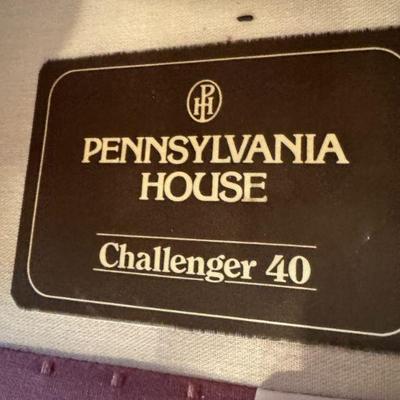 PH
PENNSYLVANIA
HOUSE
Challenger 40